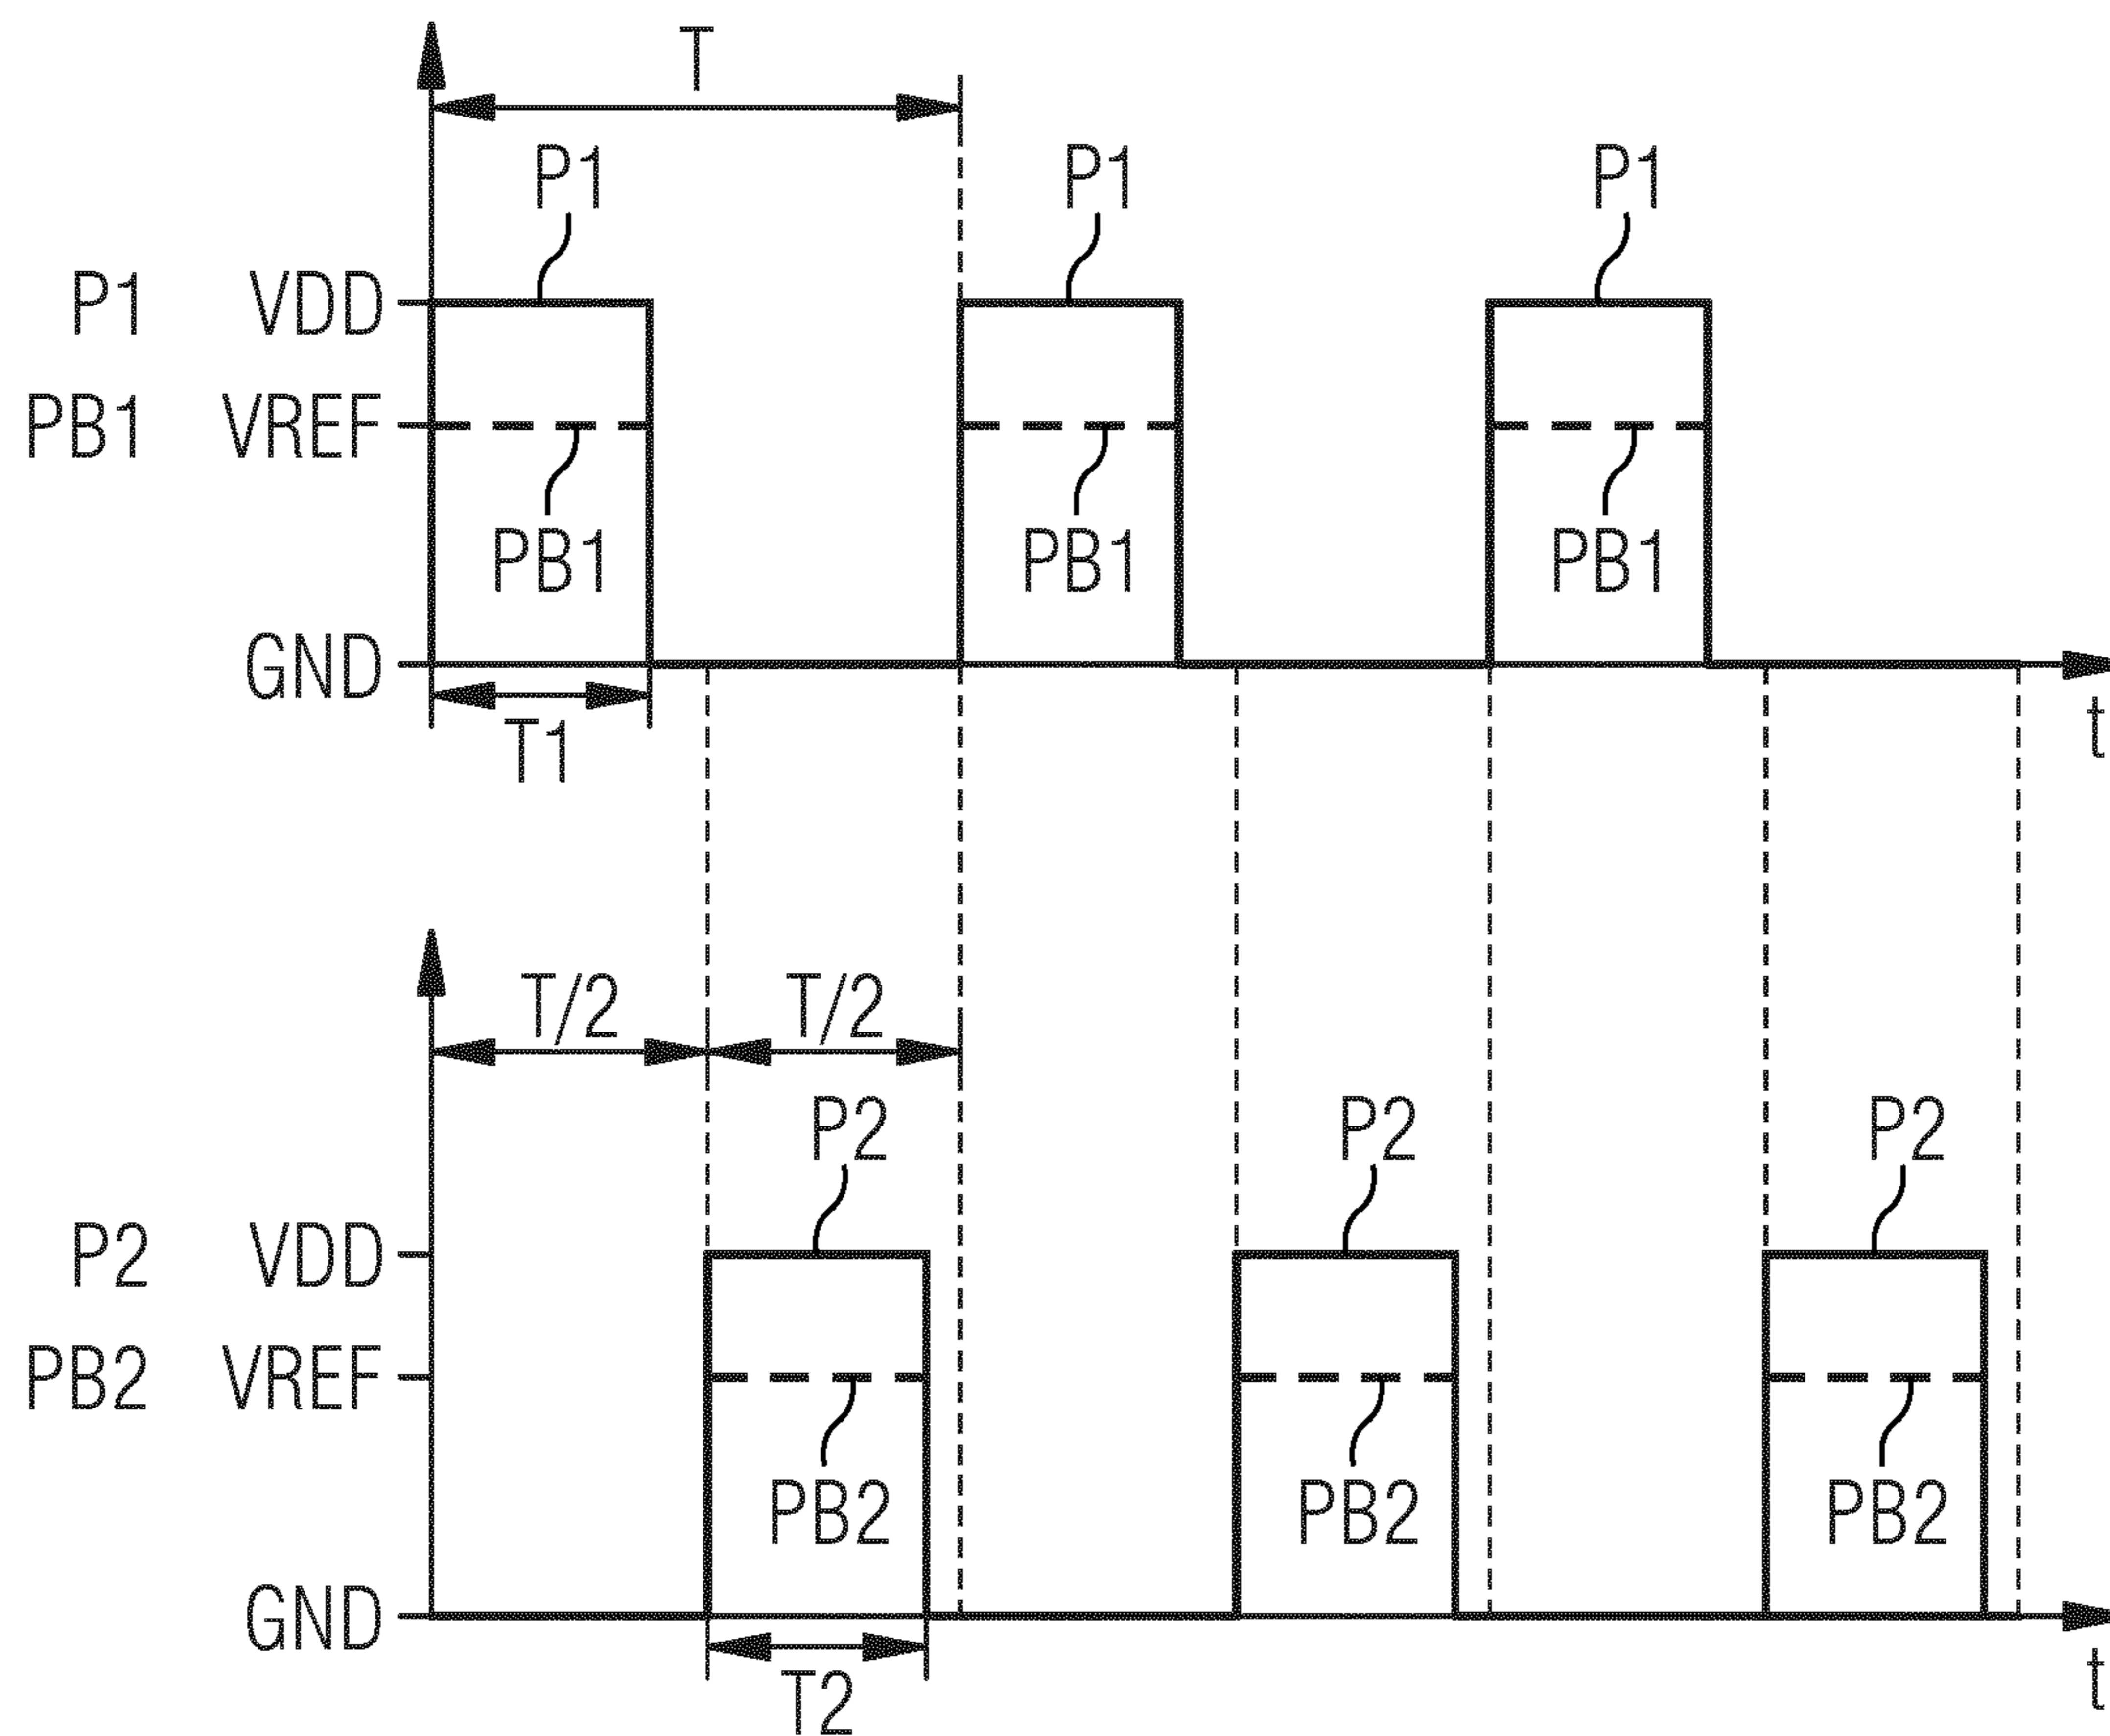 T
P1 P1 P1
P1 VDD
PB1 VREF
PB1 PB1 PB1
GND
T1
t
T/2 T/2
P2 P2 P2
P2 VDD
PB2 VREF
PB2 PB2 PB2
GND
T2
t